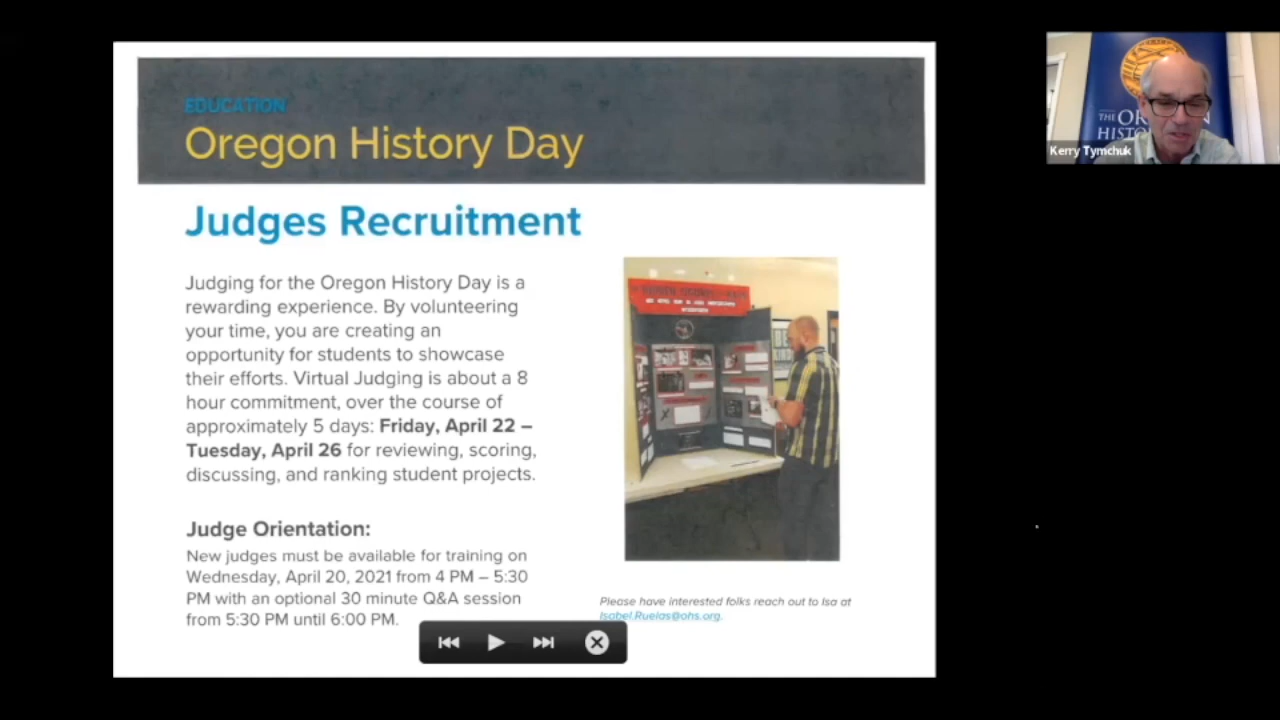 EDUCATION
Oregon History Day
Judges Recruitment
Judging for the Oregon History Day is a
rewarding experience. By volunteering
your time, you are creating an
opportunity for students to showcase
their efforts. Virtual Judging is about a 8
hour commitment, over the course of
approximately 5 days: Friday, April 22 –
Tuesday, April 26 for reviewing, scoring,
discussing, and ranking student projects.
Judge Orientation:
New judges must be available for training on
Wednesday, April 20, 2021 from 4 PM – 5:30
PM with an optional 30 minute Q&A session
from 5:30 PM until 6:00 PM.
Please have interested folks reach out to Isa at
Isabel.Ruelas@ohs.org.
THE
Kerry Tymchuk